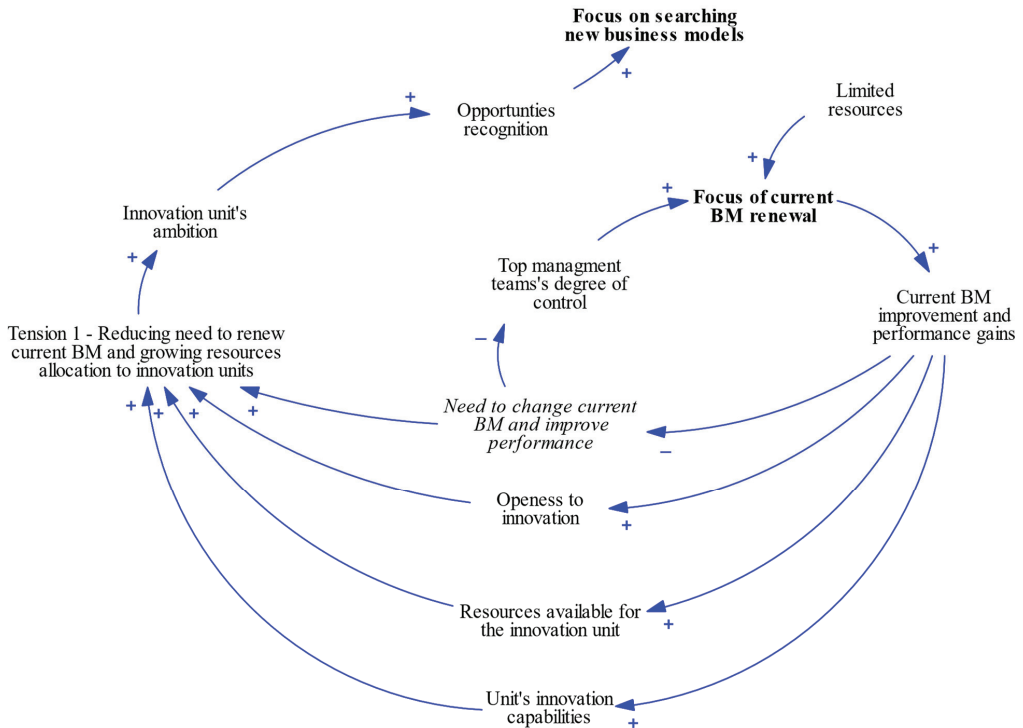 Focus on searching
new business models
Opportunties
recognition
Limited
resources
Innovation unit's
ambition
Focus of current
BM renewal
Top managment
teams's degree of
control
Current BM
improvement and
performance gains
Tension 1 - Reducing need to renew
current BM and growing resources
allocation to innovation units
Need to change current
BM and improve
performance
Openess to
innovation
Resources available for
the innovation unit
Unit's innovation
capabilities